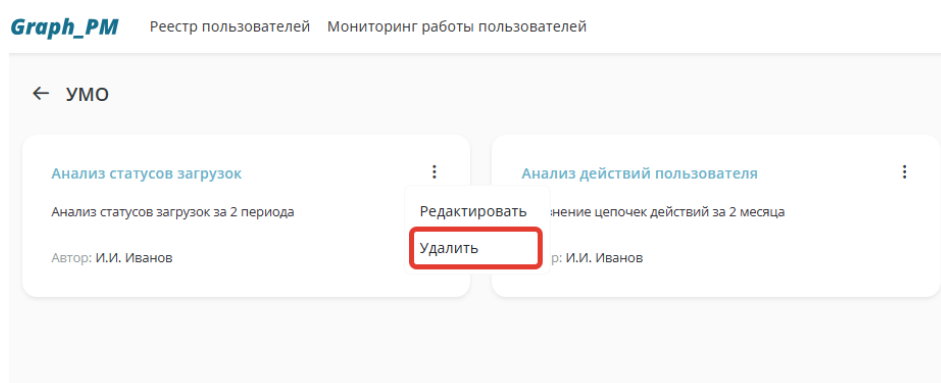 Graph_PM Реестр пользователей Мониторинг работы пользователей
← УМО
Анализ статусов загрузок
Анализ статусов загрузок за 2 периода
Автор: И.И. Иванов
Редактировать
Удалить
Анализ действий пользователя
нение цепочек действий за 2 месяца
р: И.И. Иванов